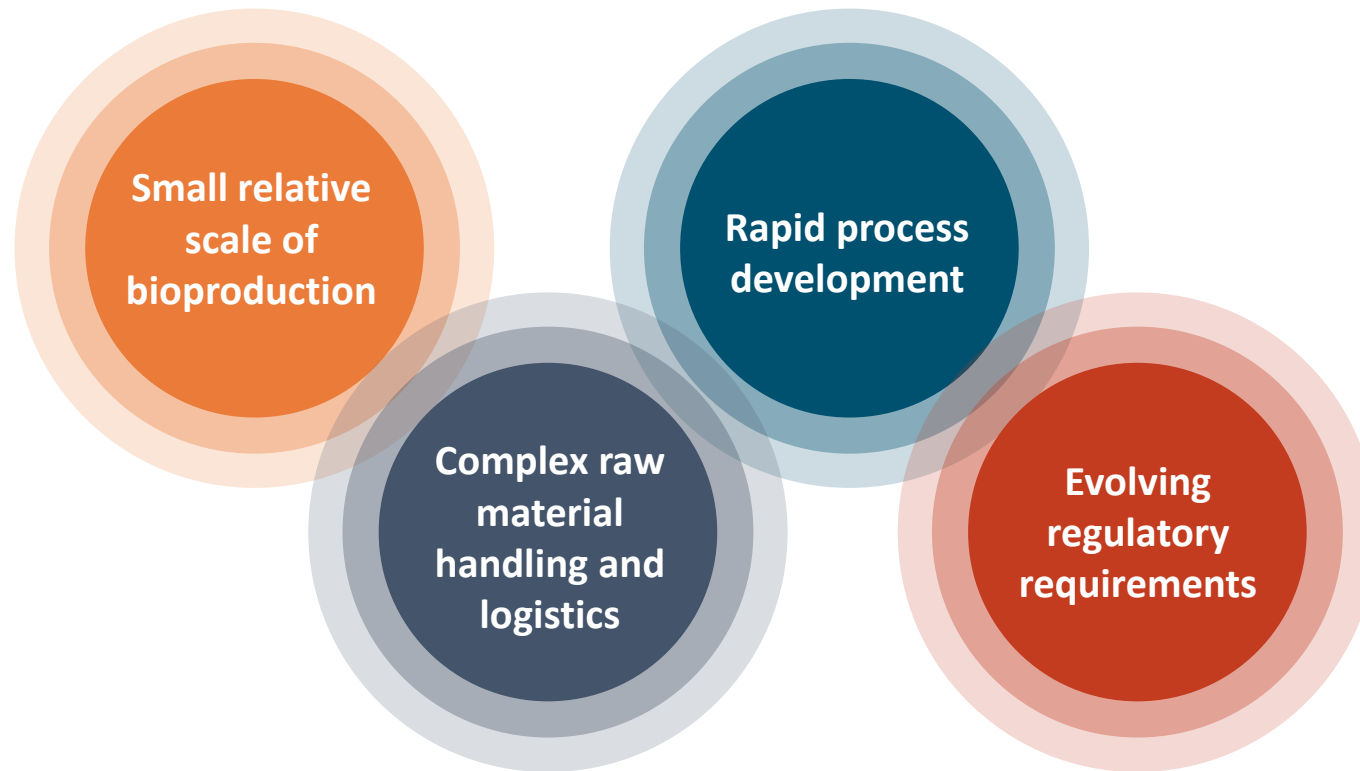 Small relative
scale of
bioproduction
Complex raw
material
handling and
logistics
Rapid process
development
Evolving
regulatory
requirements